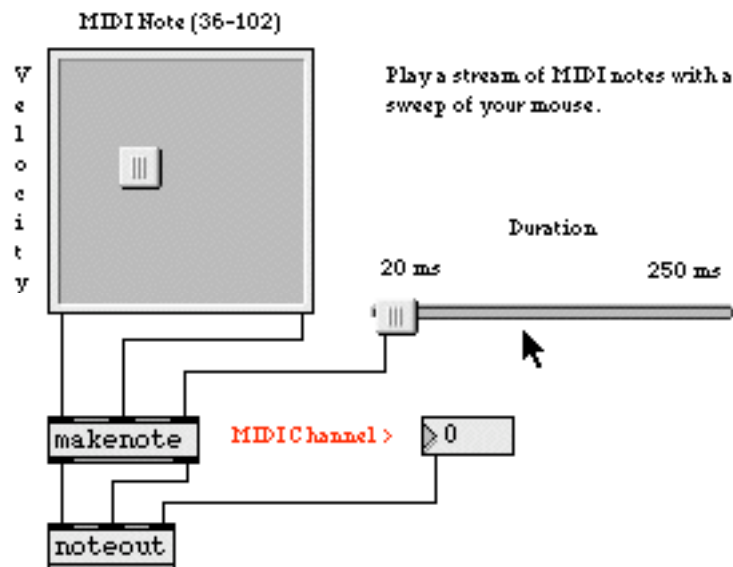 MIDI Note (36-102)
Velocity
Play a stream of MIDI notes with a
sweep of your mouse.
Duration
20 ms
250 ms
makenote
MIDI Channel >
0
noteout